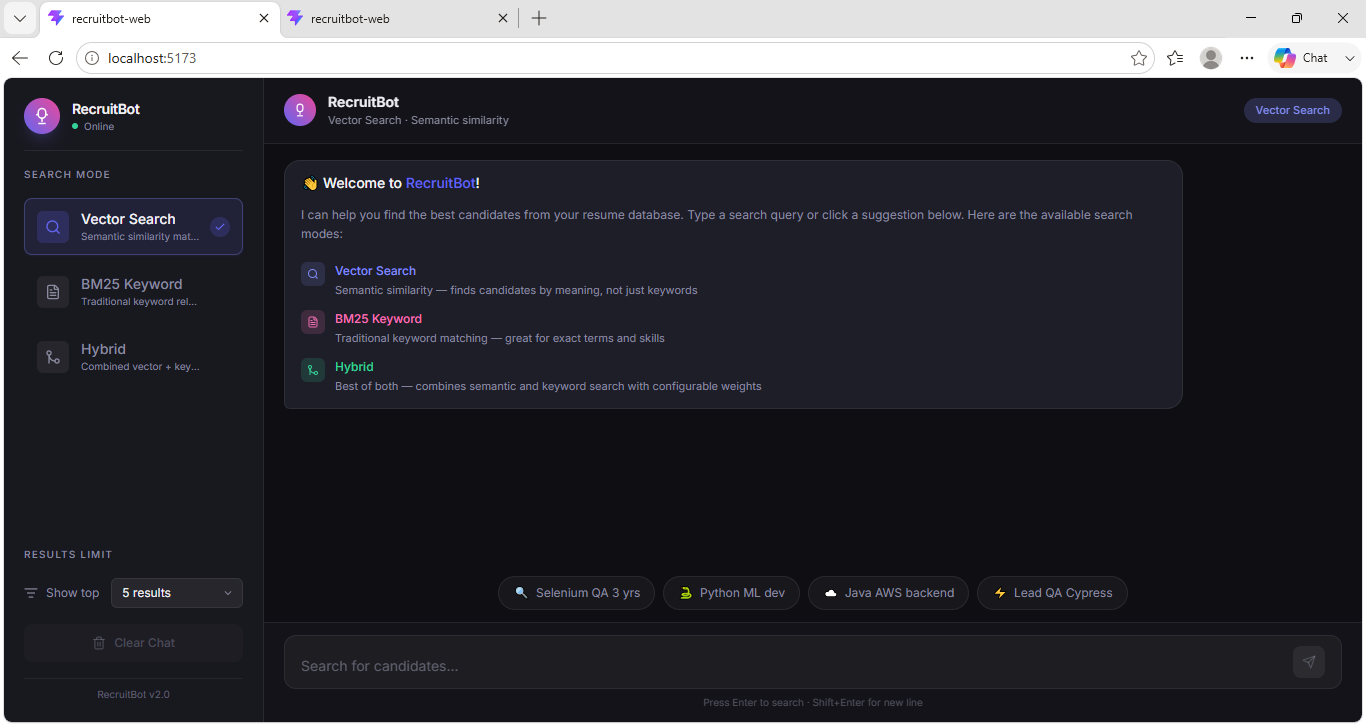 recruitbot-web
recruitbot-web
localhost:5173
Chat
RecruitBot
Online
SEARCH MODE
Vector Search
Semantic similarity mat...
BM25 Keyword
Traditional keyword rel...
Hybrid
Combined vector + key...
RESULTS LIMIT
Show top
5 results
Clear Chat
RecruitBot v2.0
RecruitBot
Vector Search · Semantic similarity
Vector Search
👋 Welcome to RecruitBot!
I can help you find the best candidates from your resume database. Type a search query or click a suggestion below. Here are the available search
modes:
Vector Search
Semantic similarity — finds candidates by meaning, not just keywords
BM25 Keyword
Traditional keyword matching — great for exact terms and skills
Hybrid
Best of both — combines semantic and keyword search with configurable weights
🔍 Selenium QA 3 yrs
🐍 Python ML dev
☁️ Java AWS backend
⚡ Lead QA Cypress
Search for candidates...
Press Enter to search · Shift+Enter for new line